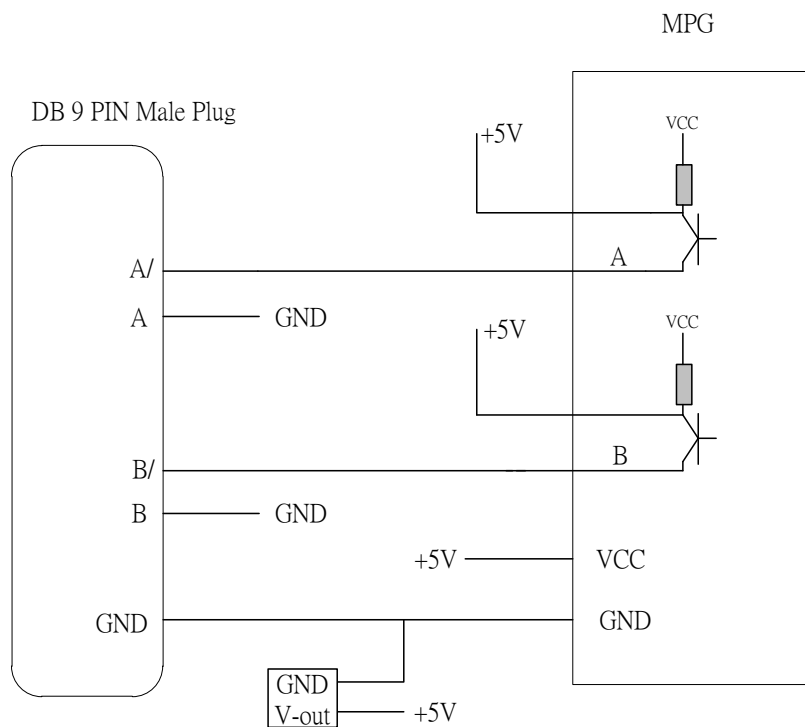 MPG
DB 9 PIN Male Plug
VCC
+5V
A/
A
A
GND
VCC
+5V
B/
B
B
GND
+5V
VCC
GND
GND
GND
V-out
+5V